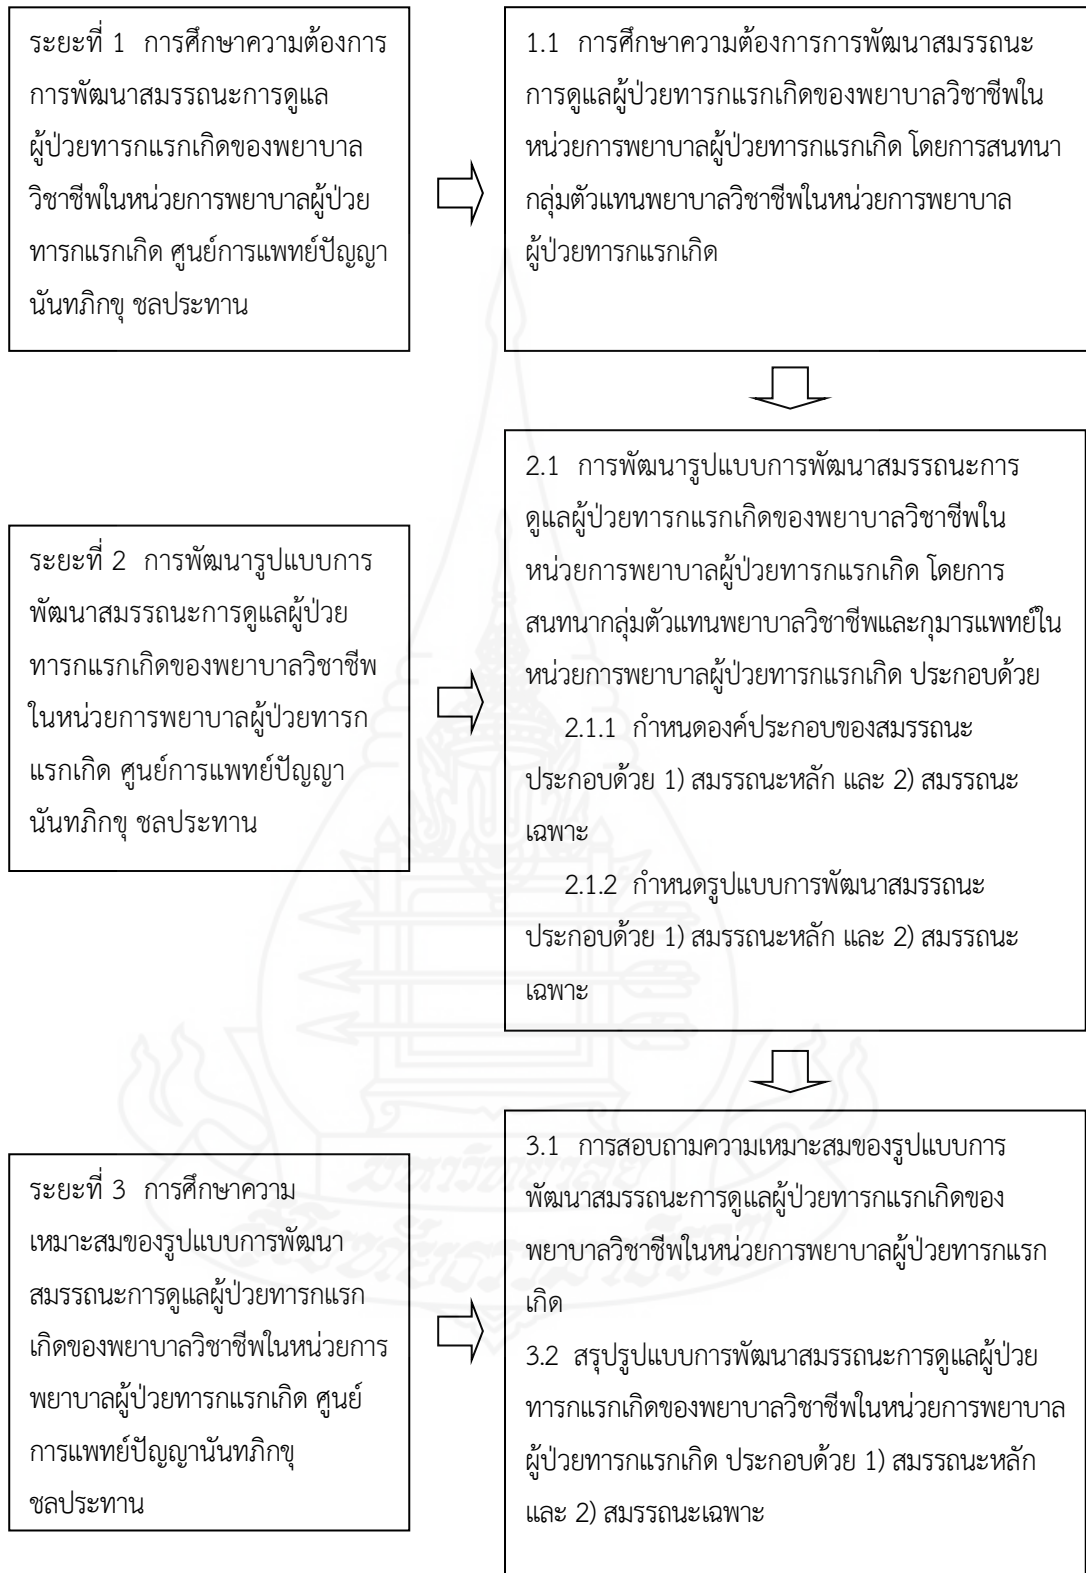 ระยะที่ 1 การศึกษาความต้องการ
การพัฒนาสมรรถนะการดูแล
ผู้ป่วยทารกแรกเกิดของพยาบาล
วิชาชีพในหน่วยการพยาบาลผู้ป่วย
ทารกแรกเกิด ศูนย์การแพทย์ปัญญา
นันทภิกขุ ชลประทาน
1.1 การศึกษาความต้องการการพัฒนาสมรรถนะ
การดูแลผู้ป่วยทารกแรกเกิดของพยาบาลวิชาชีพใน
หน่วยการพยาบาลผู้ป่วยทารกแรกเกิด โดยการสนทนา
กลุ่มตัวแทนพยาบาลวิชาชีพในหน่วยการพยาบาล
ผู้ป่วยทารกแรกเกิด
ระยะที่ 2 การพัฒนารูปแบบการ
พัฒนาสมรรถนะการดูแลผู้ป่วย
ทารกแรกเกิดของพยาบาลวิชาชีพ
ในหน่วยการพยาบาลผู้ป่วยทารก
แรกเกิด ศูนย์การแพทย์ปัญญา
นันทภิกขุ ชลประทาน
2.1 การพัฒนารูปแบบการพัฒนาสมรรถนะการ
ดูแลผู้ป่วยทารกแรกเกิดของพยาบาลวิชาชีพใน
หน่วยการพยาบาลผู้ป่วยทารกแรกเกิด โดยการ
สนทนากลุ่มตัวแทนพยาบาลวิชาชีพและกุมารแพทย์ใน
หน่วยการพยาบาลผู้ป่วยทารกแรกเกิด ประกอบด้วย
2.1.1 กำหนดองค์ประกอบของสมรรถนะ
ประกอบด้วย 1) สมรรถนะหลัก และ 2) สมรรถนะ
เฉพาะ
2.1.2 กำหนดรูปแบบการพัฒนาสมรรถนะ
ประกอบด้วย 1) สมรรถนะหลัก และ 2) สมรรถนะ
เฉพาะ
ระยะที่ 3 การศึกษาความ
เหมาะสมของรูปแบบการพัฒนา
สมรรถนะการดูแลผู้ป่วยทารกแรก
เกิดของพยาบาลวิชาชีพในหน่วยการ
พยาบาลผู้ป่วยทารกแรกเกิด ศูนย์
การแพทย์ปัญญานันทภิกขุ
ชลประทาน
3.1 การสอบถามความเหมาะสมของรูปแบบการ
พัฒนาสมรรถนะการดูแลผู้ป่วยทารกแรกเกิดของ
พยาบาลวิชาชีพในหน่วยการพยาบาลผู้ป่วยทารกแรก
เกิด
3.2 สรุปรูปแบบการพัฒนาสมรรถนะการดูแลผู้ป่วย
ทารกแรกเกิดของพยาบาลวิชาชีพในหน่วยการพยาบาล
ผู้ป่วยทารกแรกเกิด ประกอบด้วย 1) สมรรถนะหลัก
และ 2) สมรรถนะเฉพาะ
มหาวิทยาลัย
สุโขทัยธรรมาธิราช